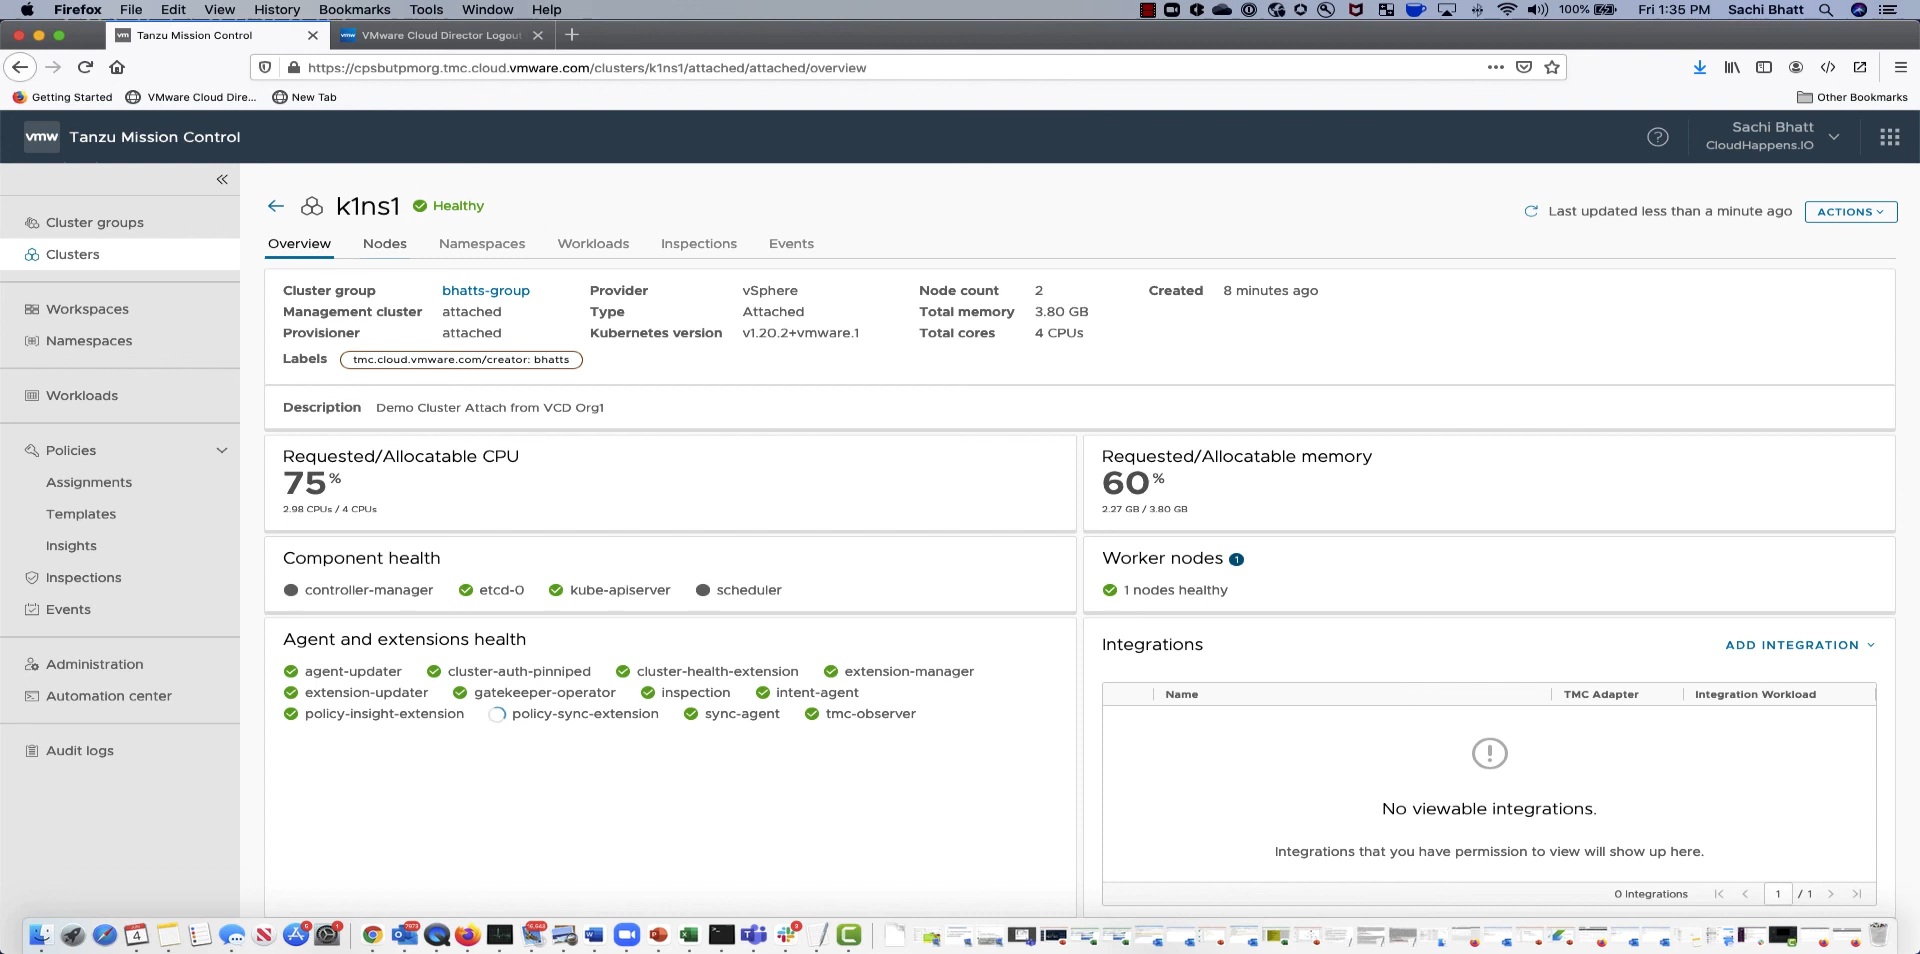 Firefox File Edit View History Bookmarks Tools Window Help 100% Fri 1:35 PM Sachi Bhatt
vm Tanzu Mission Control vmw VMware Cloud Director Logout
https://cpsbutpmorg.tmc.cloud.vmware.com/clusters/k1ns1/attached/attached/overview
Getting Started VMware Cloud Dire... New Tab Other Bookmarks
vmw Tanzu Mission Control ? Sachi Bhatt
CloudHappens.IO
Cluster groups
Clusters
Workspaces
Namespaces
Workloads
Policies
Assignments
Templates
Insights
Inspections
Events
Administration
Automation center
Audit logs
k1ns1 Healthy
Last updated less than a minute ago ACTIONS
Overview Nodes Namespaces Workloads Inspections Events
Cluster group bhatts-group Provider vSphere Node count 2 Created 8 minutes ago
Management cluster attached Type Attached Total memory 3.80 GB
Provisioner attached Kubernetes version v1.20.2+vmware.1 Total cores 4 CPUs
Labels tmc.cloud.vmware.com/creator: bhatts
Description Demo Cluster Attach from VCD Org1
Requested/Allocatable CPU
75%
2.98 CPUs / 4 CPUs
Requested/Allocatable memory
60%
2.27 GB / 3.80 GB
Component health
controller-manager etcd-0 kube-apiserver scheduler
Worker nodes 1
1 nodes healthy
Agent and extensions health
agent-updater cluster-auth-pinniped cluster-health-extension extension-manager
extension-updater gatekeeper-operator inspection intent-agent
policy-insight-extension policy-sync-extension sync-agent tmc-observer
Integrations ADD INTEGRATION
Name TMC Adapter Integration Workload
No viewable integrations.
Integrations that you have permission to view will show up here.
0 Integrations 1 / 1